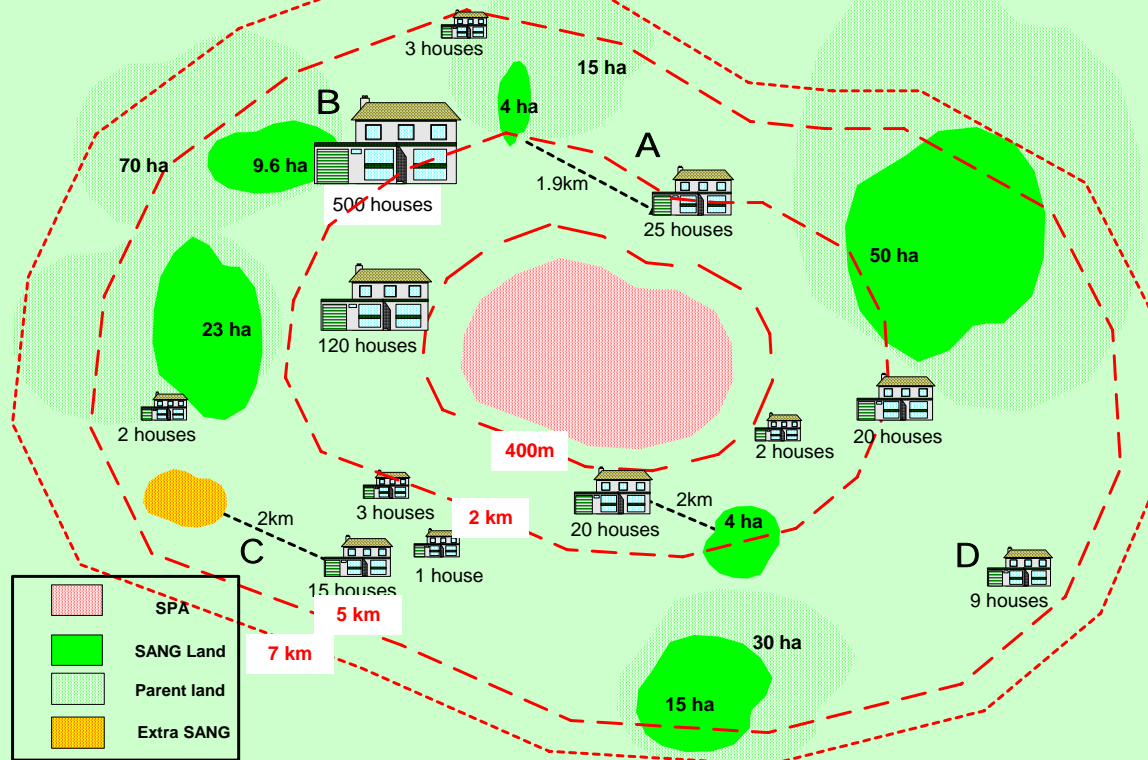 3 houses
15 ha
B
4 ha
A
70 ha
9.6 ha
1.9km
500 houses
25 houses
50 ha
23 ha
120 houses
2 houses
400m
2 houses
20 houses
2km
3 houses
2 km
20 houses
2km
4 ha
C
1 house
D
15 houses
9 houses
5 km
7 km
30 ha
15 ha
SPA
SANG Land
Parent land
Extra SANG